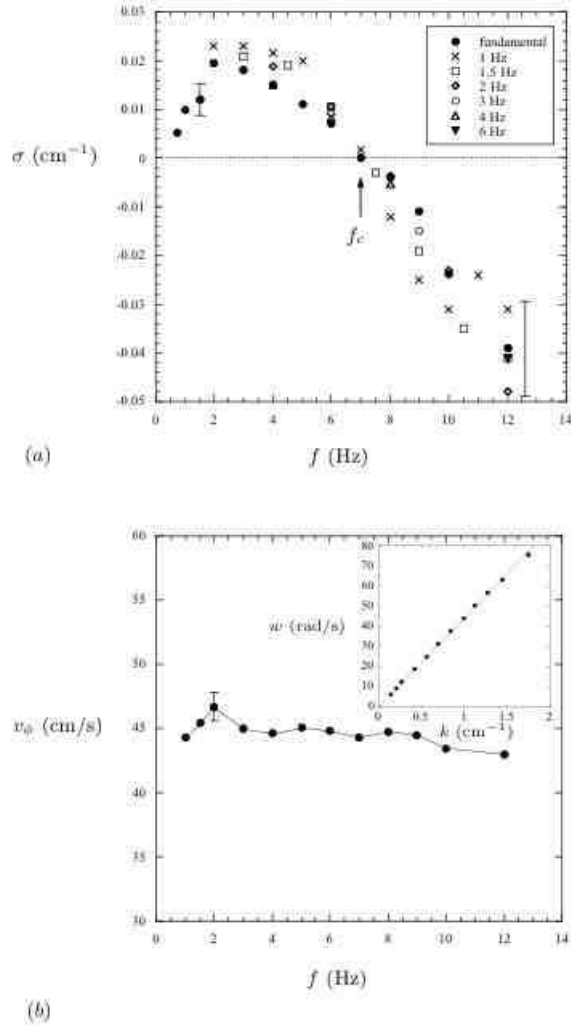 0.03
fundamental
0.02
1 Hz
1.5 Hz
2 Hz
0.01
3 Hz
4 Hz
6 Hz
σ (cm⁻¹)
0
-0.01
f_c
-0.02
-0.03
-0.04
-0.05
0 2 4 6 8 10 12 14
(a) f (Hz)
60
80
70
60
55
50
w (rad/s)
40
30
50
20
10
0
v_φ (cm/s)
0 0.5 1 1.5 2
45
k (cm⁻¹)
40
35
30
0 2 4 6 8 10 12 14
f (Hz)
(b)